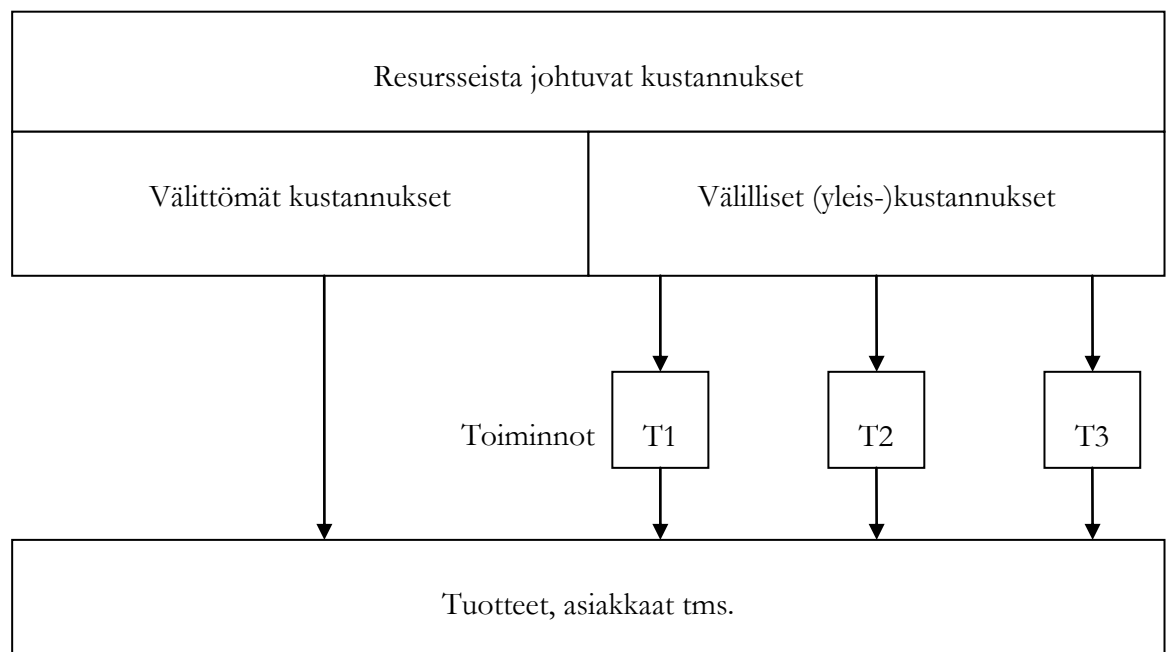 Resursseista johtuvat kustannukset
Välittömät kustannukset
Välilliset (yleis-)kustannukset
Toiminnot
T1
T2
T3
Tuotteet, asiakkaat tms.